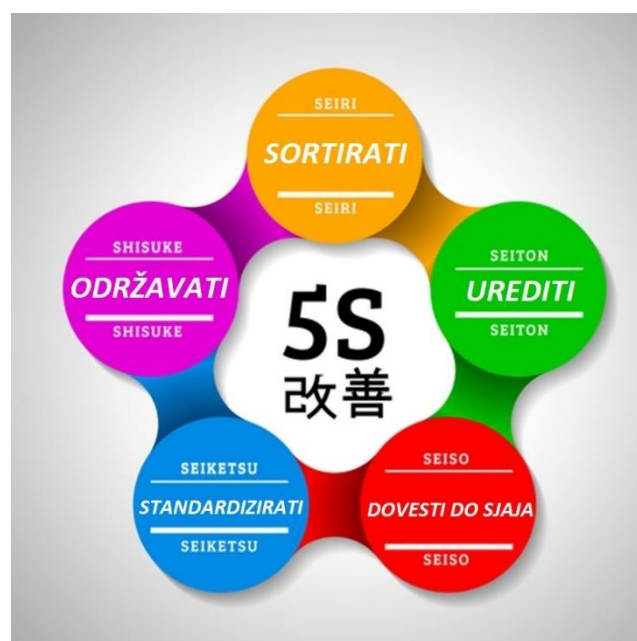 SEIRI
SORTIRATI
SEIRI
SHISUKE
ODRŽAVATI
SHISUKE
SEITON
UREDITI
SEITON
5S
改善
SEIKETSU
STANDARDIZIRATI
SEIKETSU
SEISO
DOVESTI DO SJAJA
SEISO